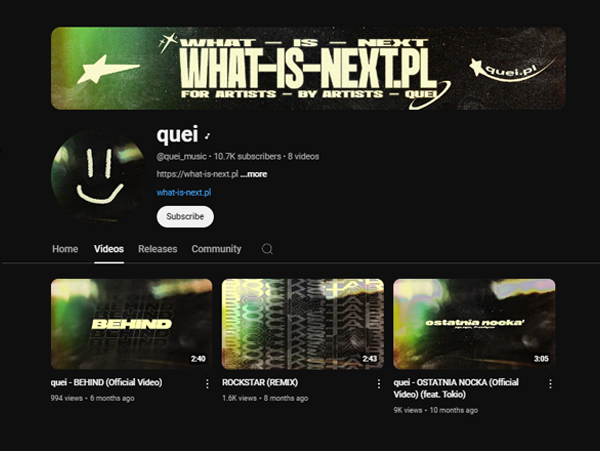 WHAT — IS — NEXT
WHAT-IS-NEXT.PL
FOR ARTISTS — BY ARTISTS — QUEI
quei.pl
quei
@quei_music • 10.7K subscribers • 8 videos
https://what-is-next.pl ...more
what-is-next.pl
Subscribe
Home Videos Releases Community
BEHIND
BEHIND
BEHIND
2:40
2:43
ostatnia nocka'
3:05
quei - BEHIND (Official Video)
994 views • 6 months ago
ROCKSTAR (REMIX)
1.6K views • 8 months ago
quei - OSTATNIA NOCKA (Official
Video) (feat. Tokio)
9K views • 10 months ago